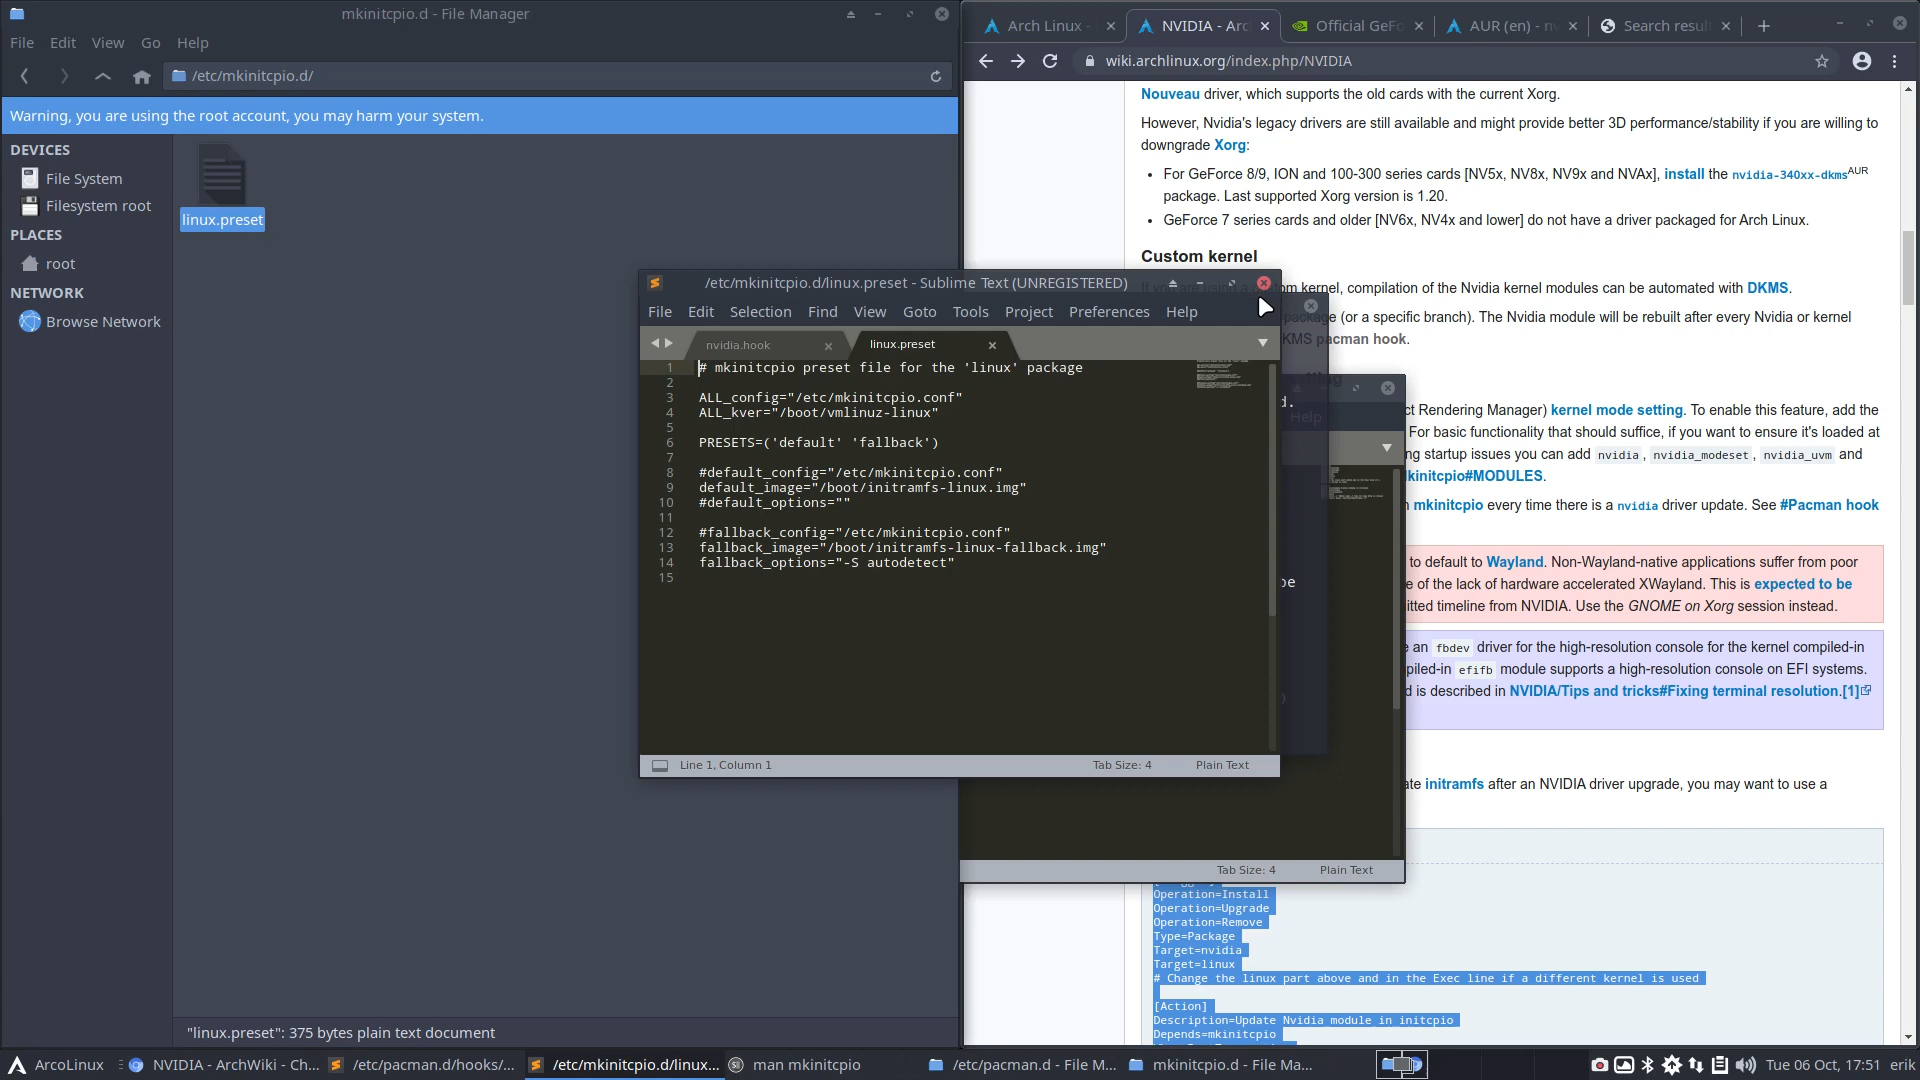 mkinitcpio.d - File Manager
File Edit View Go Help
/etc/mkinitcpio.d/
Warning, you are using the root account, you may harm your system.
DEVICES
File System
Filesystem root
PLACES
root
NETWORK
Browse Network
linux.preset
"linux.preset": 375 bytes plain text document
/etc/mkinitcpio.d/linux.preset - Sublime Text (UNREGISTERED)
File Edit Selection Find View Goto Tools Project Preferences Help
nvidia.hook
linux.preset
1 # mkinitcpio preset file for the 'linux' package
2
3 ALL_config="/etc/mkinitcpio.conf"
4 ALL_kver="/boot/vmlinuz-linux"
5
6 PRESETS=('default' 'fallback')
7
8 #default_config="/etc/mkinitcpio.conf"
9 default_image="/boot/initramfs-linux.img"
10 #default_options=""
11
12 #fallback_config="/etc/mkinitcpio.conf"
13 fallback_image="/boot/initramfs-linux-fallback.img"
14 fallback_options="-S autodetect"
15
Line 1, Column 1
Tab Size: 4
Plain Text
Help
Tab Size: 4
Plain Text
Arch Linux -
NVIDIA - Arc
Official GeFo
AUR (en) - nv
Search resul
wiki.archlinux.org/index.php/NVIDIA
Nouveau driver, which supports the old cards with the current Xorg.
However, Nvidia's legacy drivers are still available and might provide better 3D performance/stability if you are willing to
downgrade Xorg:
• For GeForce 8/9, ION and 100-300 series cards [NV5x, NV8x, NV9x and NVAx], install the nvidia-340xx-dkmsAUR
package. Last supported Xorg version is 1.20.
• GeForce 7 series cards and older [NV6x, NV4x and lower] do not have a driver packaged for Arch Linux.
Custom kernel
om kernel, compilation of the Nvidia kernel modules can be automated with DKMS.
package (or a specific branch). The Nvidia module will be rebuilt after every Nvidia or kernel
KMS pacman hook.
ct Rendering Manager) kernel mode setting. To enable this feature, add the
For basic functionality that should suffice, if you want to ensure it's loaded at
ng startup issues you can add nvidia, nvidia_modeset, nvidia_uvm and
kinitcpio#MODULES.
n mkinitcpio every time there is a nvidia driver update. See #Pacman hook
to default to Wayland. Non-Wayland-native applications suffer from poor
e of the lack of hardware accelerated XWayland. This is expected to be
itted timeline from NVIDIA. Use the GNOME on Xorg session instead.
e an fbdev driver for the high-resolution console for the kernel compiled-in
piled-in efifb module supports a high-resolution console on EFI systems.
d is described in NVIDIA/Tips and tricks#Fixing terminal resolution.[1]
ate initramfs after an NVIDIA driver upgrade, you may want to use a
Operation=Install
Operation=Upgrade
Operation=Remove
Type=Package
Target=nvidia
Target=linux
# Change the linux part above and in the Exec line if a different kernel is used
[Action]
Description=Update Nvidia module in initcpio
Depends=mkinitcpio
ArcoLinux
NVIDIA - ArchWiki - Ch...
/etc/pacman.d/hooks/...
/etc/mkinitcpio.d/linux...
man mkinitcpio
/etc/pacman.d - File M...
mkinitcpio.d - File Ma...
Tue 06 Oct, 17:51 erik